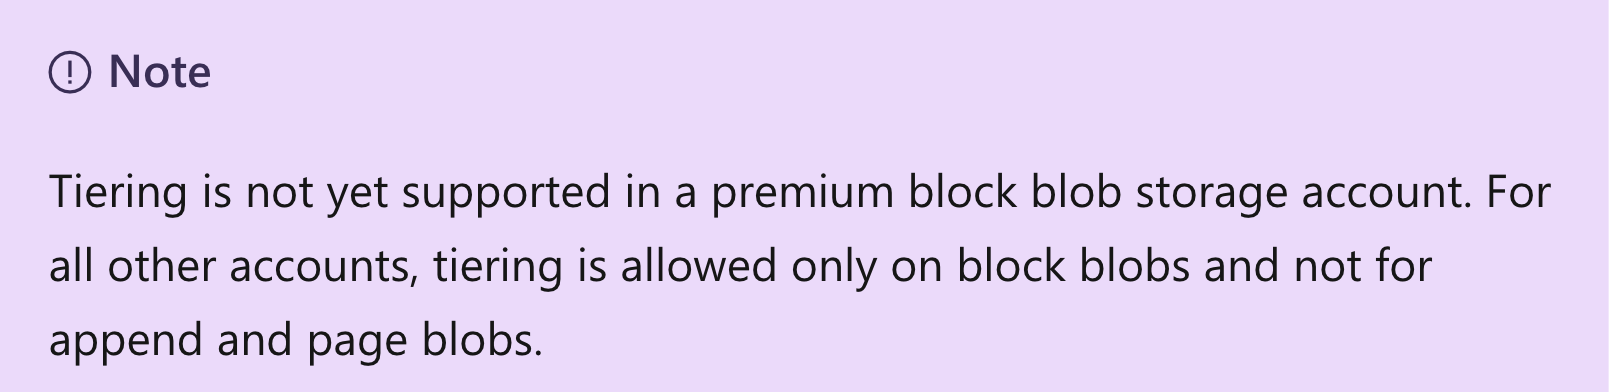 Note
Tiering is not yet supported in a premium block blob storage account. For
all other accounts, tiering is allowed only on block blobs and not for
append and page blobs.